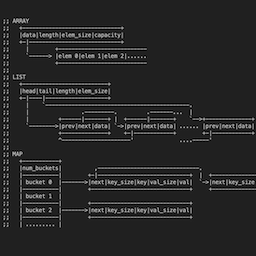 ;; ARRAY
;; |data|length|elem_size|capacity|
;; |elem 0|elem 1|elem 2|......
;; LIST
;; |head|tail|length|elem_size|
;; |prev|next|data| |prev|next|data| ...... |prev|next|data|
;; MAP
;; |num_buckets| |next|key_size|key|val_size|val| |next|key_size
;; | bucket 0 |
;; | bucket 1 |
;; | bucket 2 | |next|key_size|key|val_size|val|
;; | ......... |